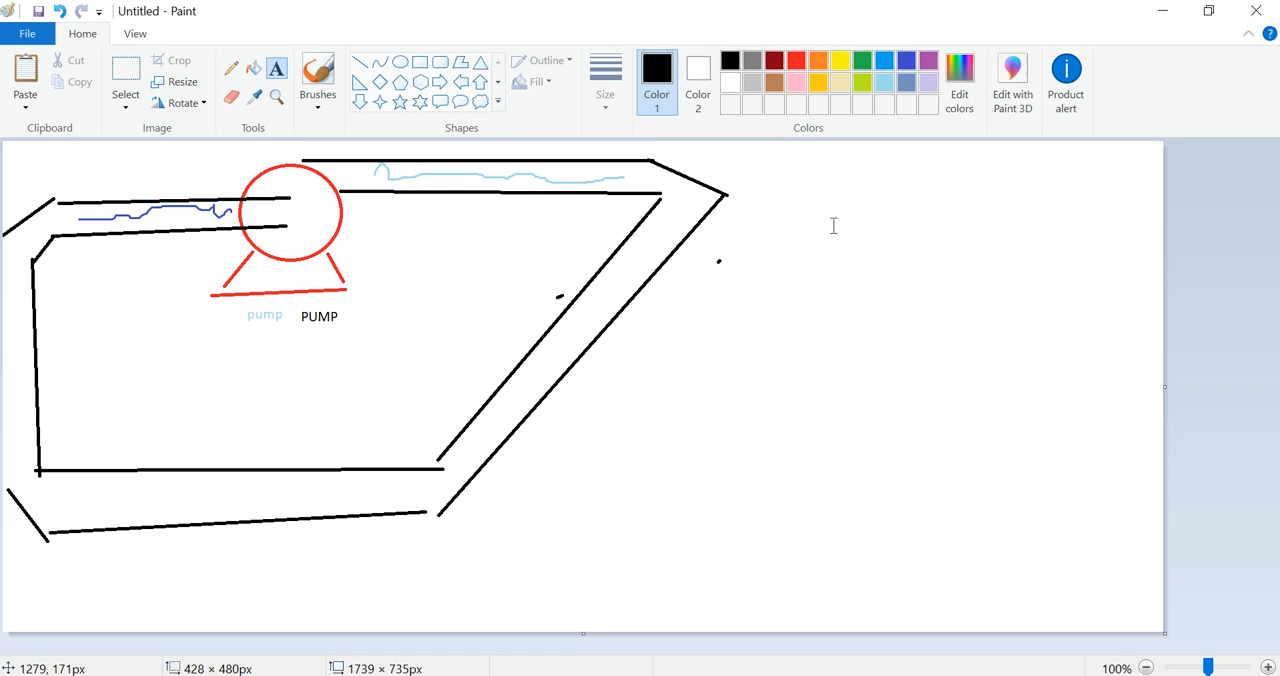 Untitled - Paint
File Home View
Paste
Cut
Copy
Clipboard
Select
Crop
Resize
Rotate
Image
A
Tools
Brushes
Outline
Fill
Shapes
Size
Color 1
Color 2
Edit colors
Colors
Edit with Paint 3D
Product alert
pump PUMP
1279, 171px
428 × 480px
1739 × 735px
100%